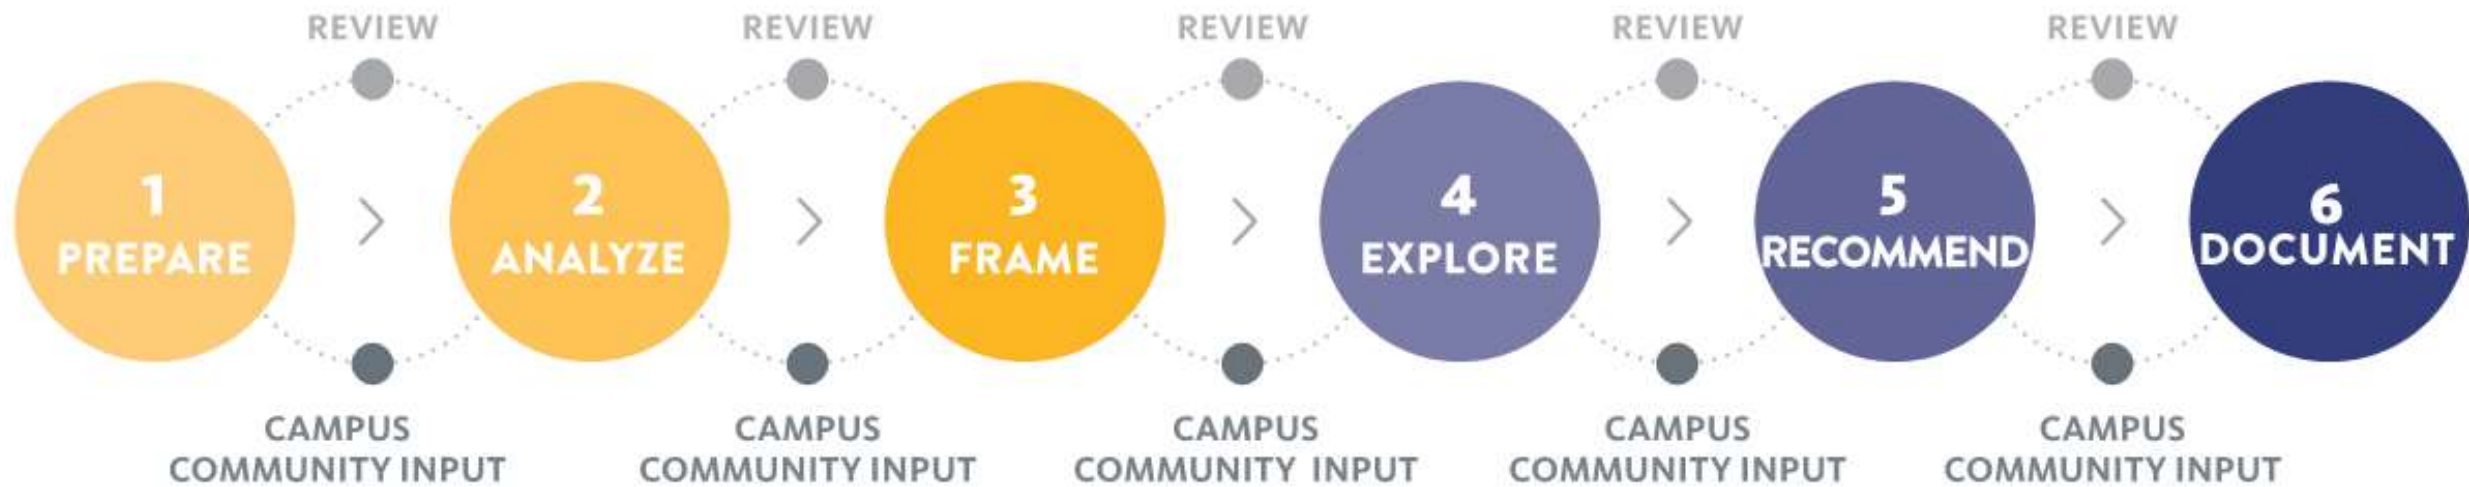 REVIEW
REVIEW
REVIEW
REVIEW
REVIEW
1
PREPARE
2
ANALYZE
3
FRAME
4
EXPLORE
5
RECOMMEND
6
DOCUMENT
CAMPUS
COMMUNITY INPUT
CAMPUS
COMMUNITY INPUT
CAMPUS
COMMUNITY INPUT
CAMPUS
COMMUNITY INPUT
CAMPUS
COMMUNITY INPUT